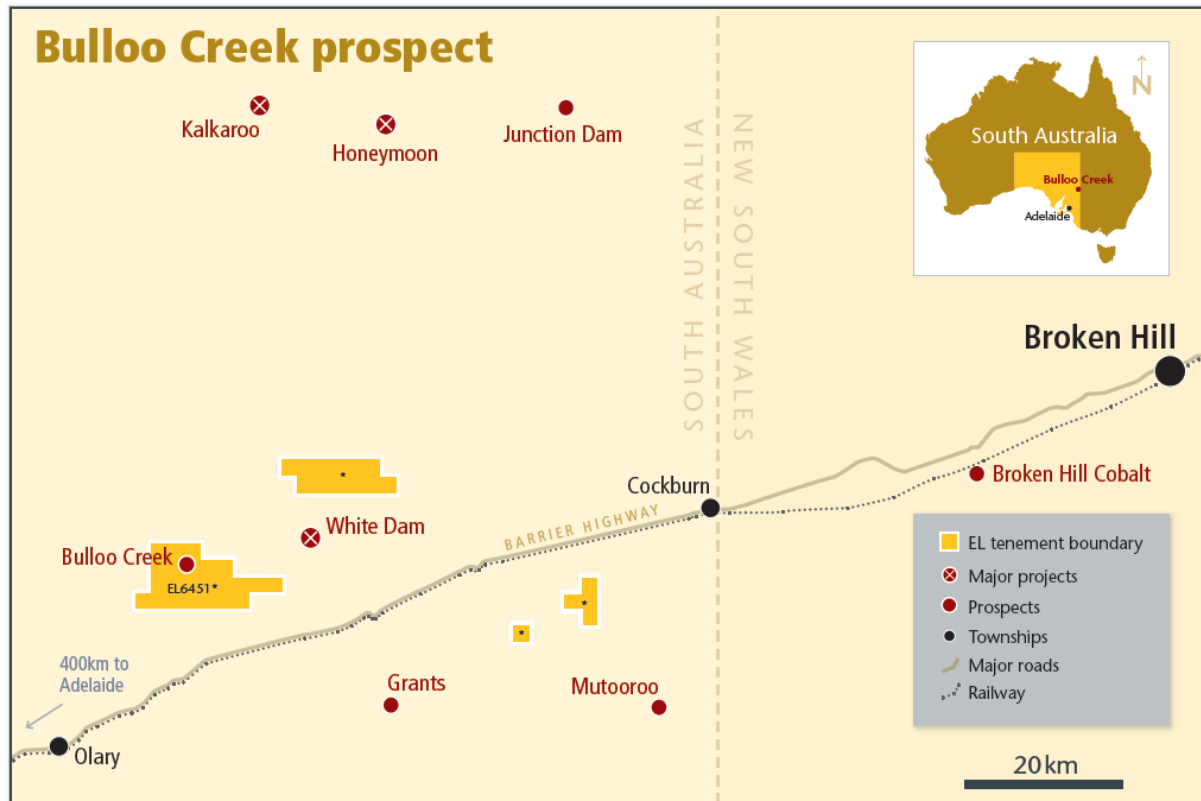 Bulloo Creek prospect
Kalkaroo
Honeymoon
Junction Dam
SOUTH AUSTRALIA
NEW SOUTH WALES
N
South Australia
Bulloo Creek
Adelaide
Broken Hill
Broken Hill Cobalt
Cockburn
BARRIER HIGHWAY
*
White Dam
Bulloo Creek
EL6451*
*
*
400km to
Adelaide
Grants
Mutooroo
Olary
EL tenement boundary
Major projects
Prospects
Townships
Major roads
Railway
20km